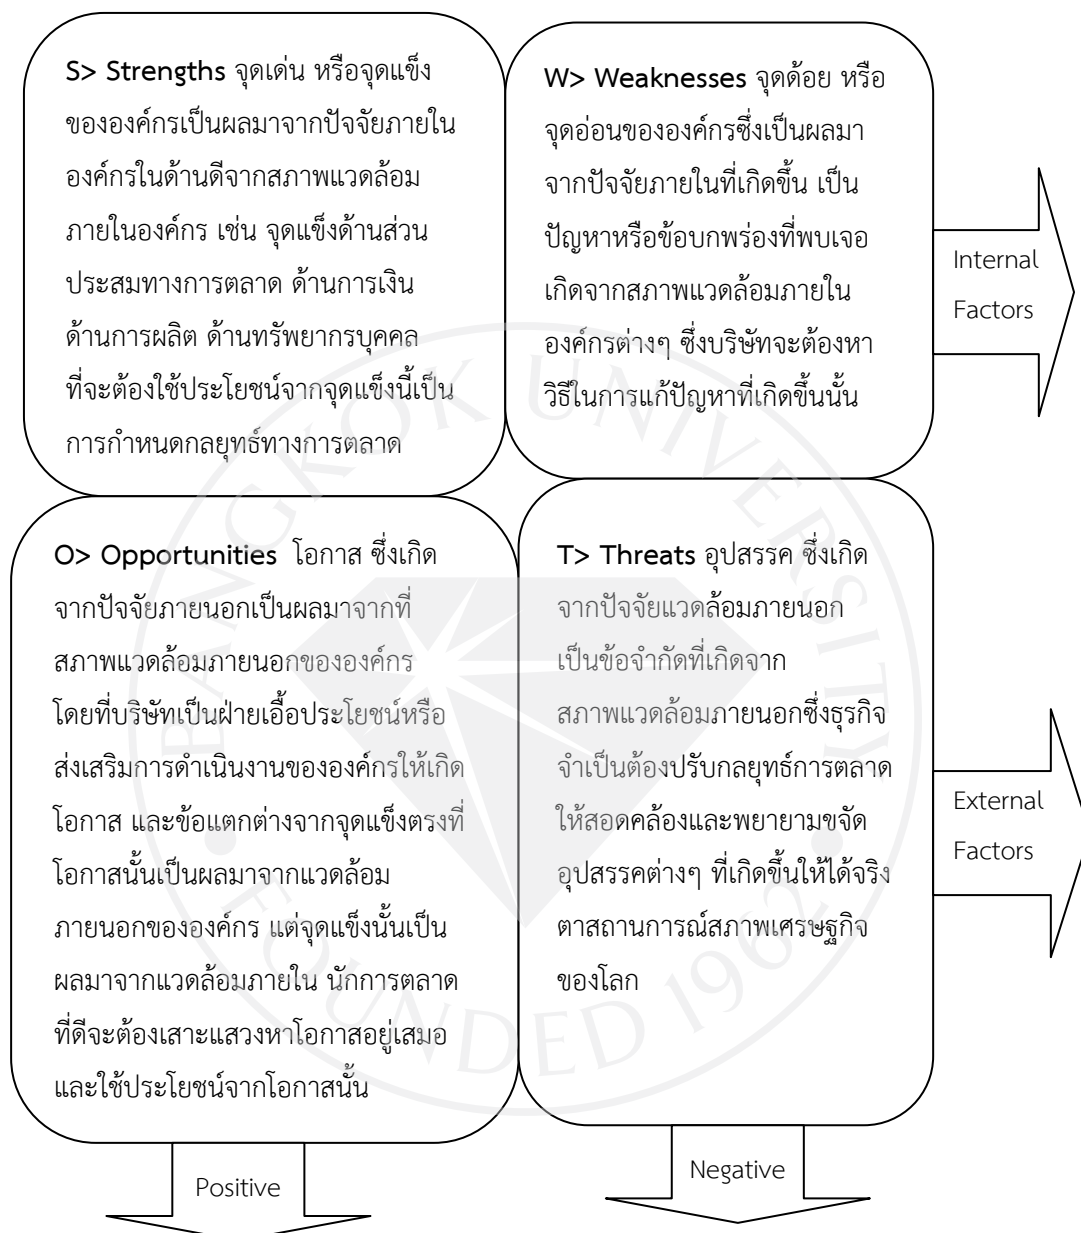 S> Strengths จุดเด่น หรือจุดแข็ง
ขององค์กรเป็นผลมาจากปัจจัยภายใน
องค์กรในด้านดีจากสภาพแวดล้อม
ภายในองค์กร เช่น จุดแข็งด้านส่วน
ประสมทางการตลาด ด้านการเงิน
ด้านการผลิต ด้านทรัพยากรบุคคล
ที่จะต้องใช้ประโยชน์จากจุดแข็งนี้เป็น
การกำหนดกลยุทธ์ทางการตลาด
W> Weaknesses จุดด้อย หรือ
จุดอ่อนขององค์กรซึ่งเป็นผลมา
จากปัจจัยภายในที่เกิดขึ้น เป็น
ปัญหาหรือข้อบกพร่องที่พบเจอ
เกิดจากสภาพแวดล้อมภายใน
องค์กรต่างๆ ซึ่งบริษัทจะต้องหา
วิธีในการแก้ปัญหาที่เกิดขึ้นนั้น
Internal
Factors
O> Opportunities โอกาส ซึ่งเกิด
จากปัจจัยภายนอกเป็นผลมาจากที่
สภาพแวดล้อมภายนอกขององค์กร
โดยที่บริษัทเป็นฝ่ายเอื้อประโยชน์หรือ
ส่งเสริมการดำเนินงานขององค์กรให้เกิด
โอกาส และข้อแตกต่างจากจุดแข็งตรงที่
โอกาสนั้นเป็นผลมาจากแวดล้อม
ภายนอกขององค์กร แต่จุดแข็งนั้นเป็น
ผลมาจากแวดล้อมภายใน นักการตลาด
ที่ดีจะต้องเสาะแสวงหาโอกาสอยู่เสมอ
และใช้ประโยชน์จากโอกาสนั้น
T> Threats อุปสรรค ซึ่งเกิด
จากปัจจัยแวดล้อมภายนอก
เป็นข้อจำกัดที่เกิดจาก
สภาพแวดล้อมภายนอกซึ่งธุรกิจ
จำเป็นต้องปรับกลยุทธ์การตลาด
ให้สอดคล้องและพยายามขจัด
อุปสรรคต่างๆ ที่เกิดขึ้นให้ได้จริง
ตาสถานการณ์สภาพเศรษฐกิจ
ของโลก
External
Factors
Positive
Negative
BANGKOK UNIVERSITY
FOUNDED 1962